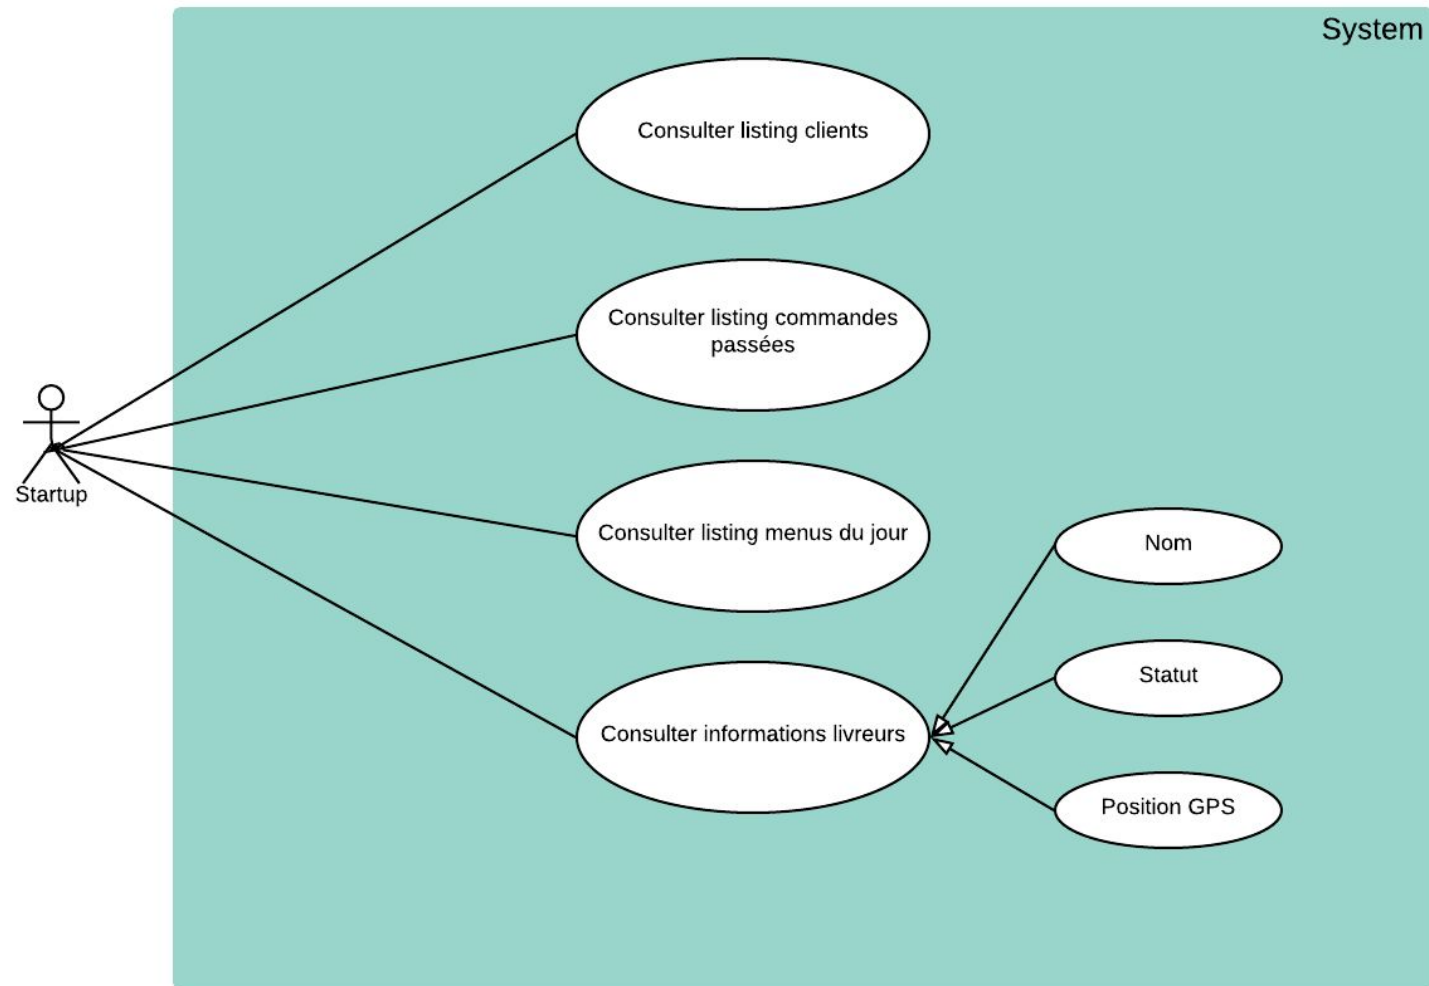 System
Consulter listing clients
Consulter listing commandes
passées
Startup
Consulter listing menus du jour
Nom
Statut
Consulter informations livreurs
Position GPS